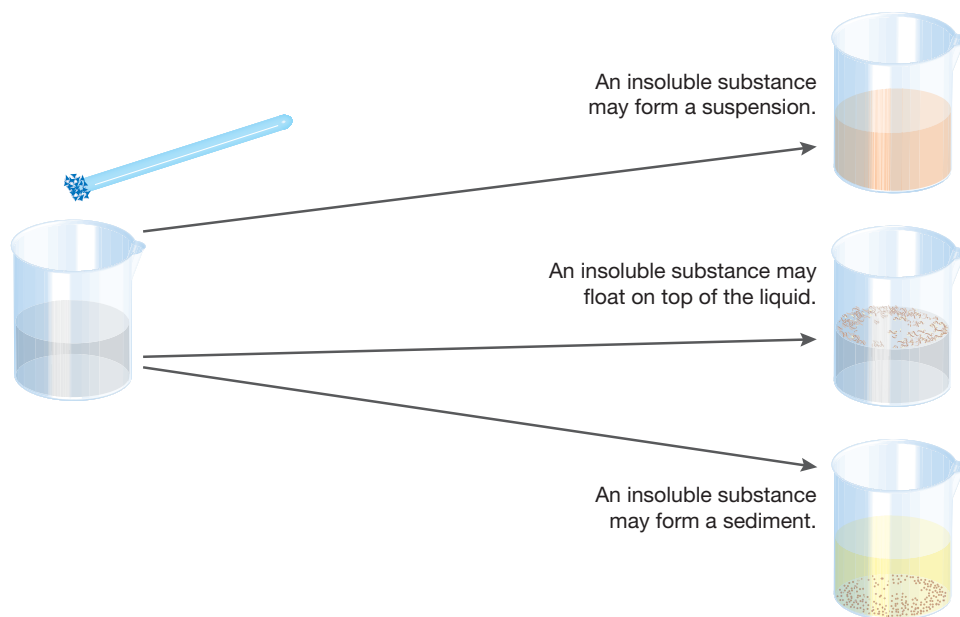 An insoluble substance
may form a suspension.
An insoluble substance may
float on top of the liquid.
An insoluble substance
may form a sediment.